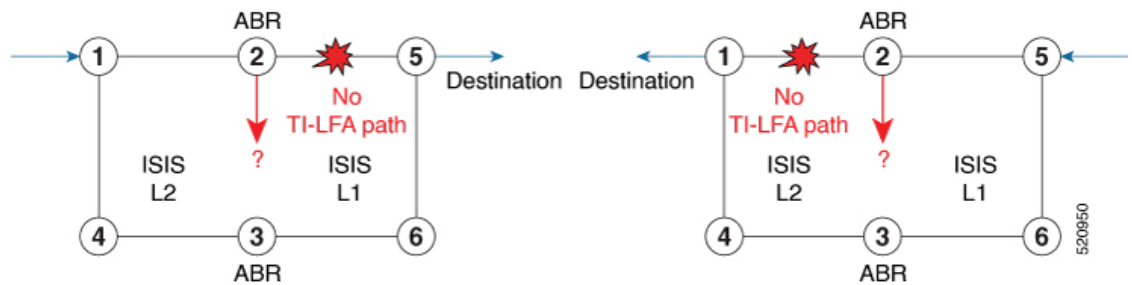 ABR
1
2
5
Destination
No
TI-LFA path
?
ISIS
L2
ISIS
L1
4
3
6
ABR
ABR
1
2
5
Destination
No
TI-LFA path
?
ISIS
L2
ISIS
L1
4
3
6
ABR
520950